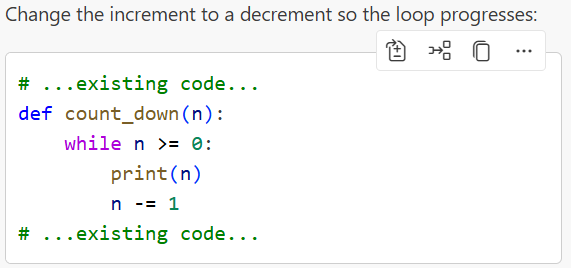 Change the increment to a decrement so the loop progresses:
# ...existing code...
def count_down(n):
    while n >= 0:
        print(n)
        n -= 1
# ...existing code...